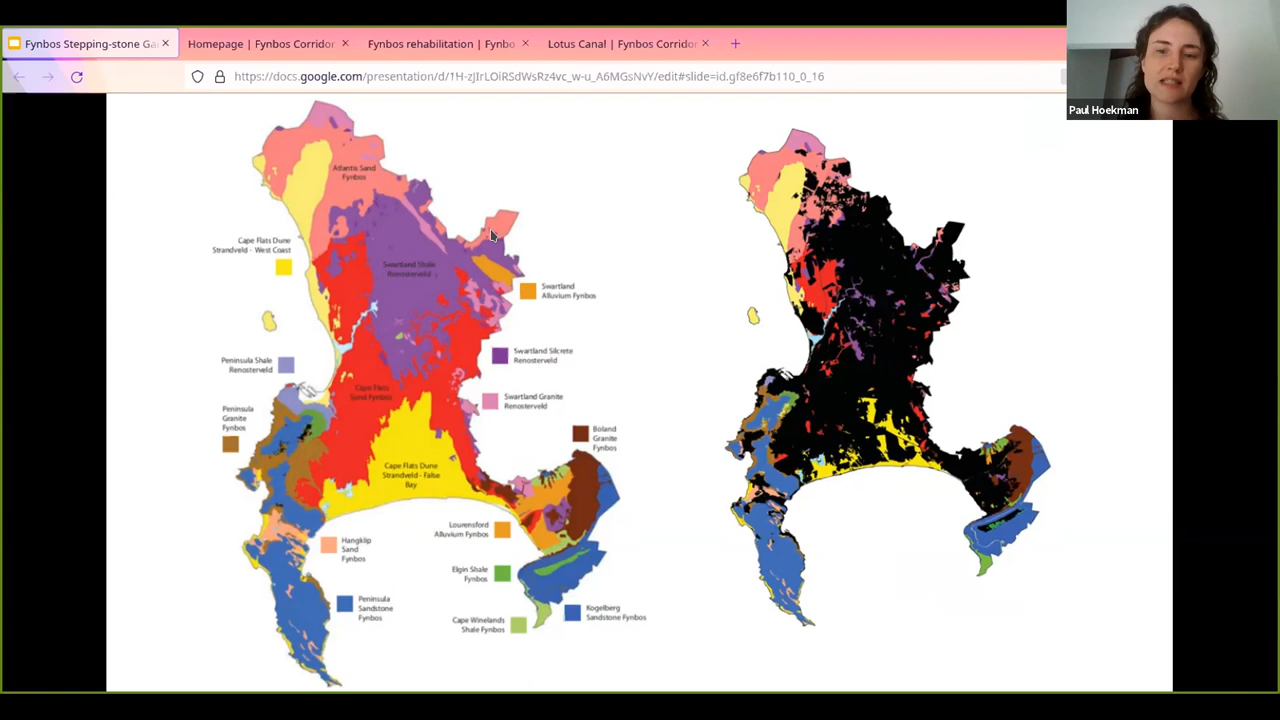 Fynbos Stepping-stone Ga
Homepage | Fynbos Corridor
Fynbos rehabilitation | Fynbo
Lotus Canal | Fynbos Corridor
https://docs.google.com/presentation/d/1H-zjIrLOiRSdWsRz4vc_w-u_A6MGsNvY/edit#slide=id.gf8e6f7b110_0_16
Paul Hoekman
Atlantis Sand
Fynbos
Cape Flats Dune
Strandveld - West Coast
Swartland Shale
Renosterveld
Swartland
Alluvium Fynbos
Peninsula Shale
Renosterveld
Swartland Silcrete
Renosterveld
Cape Flats
Sand Fynbos
Swartland Granite
Renosterveld
Peninsula
Granite
Fynbos
Boland
Granite
Fynbos
Cape Flats Dune
Strandveld - False
Bay
Lourensford
Alluvium Fynbos
Hangklip
Sand
Fynbos
Elgin Shale
Fynbos
Peninsula
Sandstone
Fynbos
Kogelberg
Sandstone Fynbos
Cape Winelands
Shale Fynbos